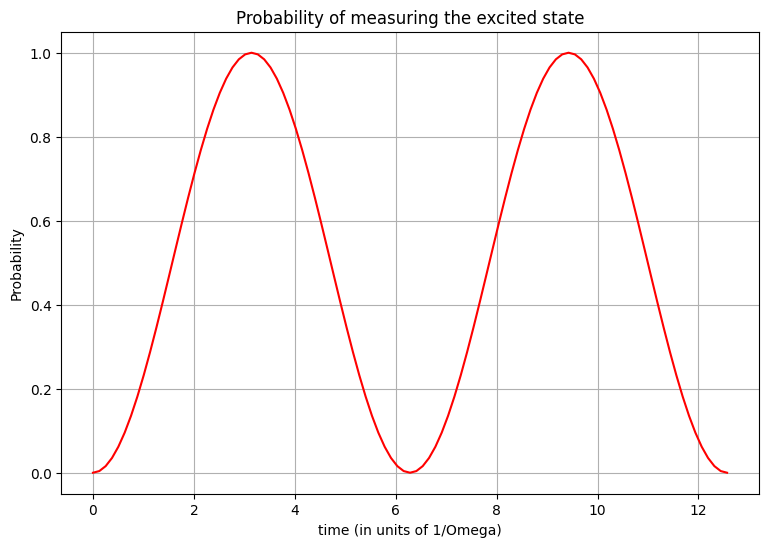 Probability of measuring the excited state
Probability
1.0
0.8
0.6
0.4
0.2
0.0
0 2 4 6 8 10 12
time (in units of 1/Omega)